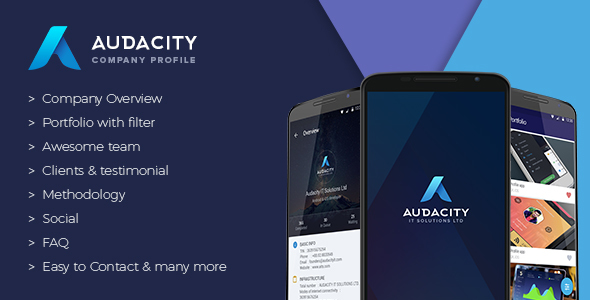 AUDACITY
COMPANY PROFILE
> Company Overview
> Portfolio with filter
> Awesome team
> Clients & testimonial
> Methodology
> Social
> FAQ
> Easy to Contact & many more
Overview
AUDACITY
Audacity IT Solutions Ltd
BASIC INFO
INFRASTRUCTURE
AUDACITY
IT SOLUTIONS LTD
Portfolio